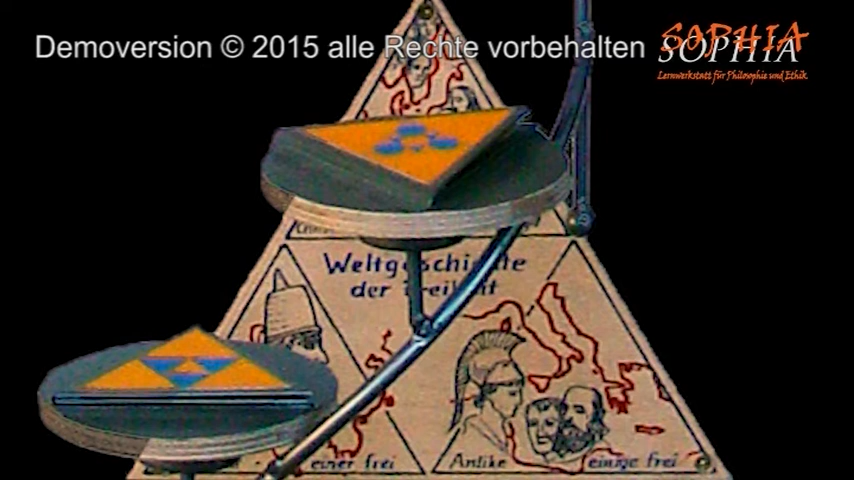 Demoversion © 2015 alle Rechte vorbehalten
SOPHIA
Lernwerkstatt für Philosophie und Ethik
Weltgeschichte
der Freiheit
einer frei
Antike
einige frei